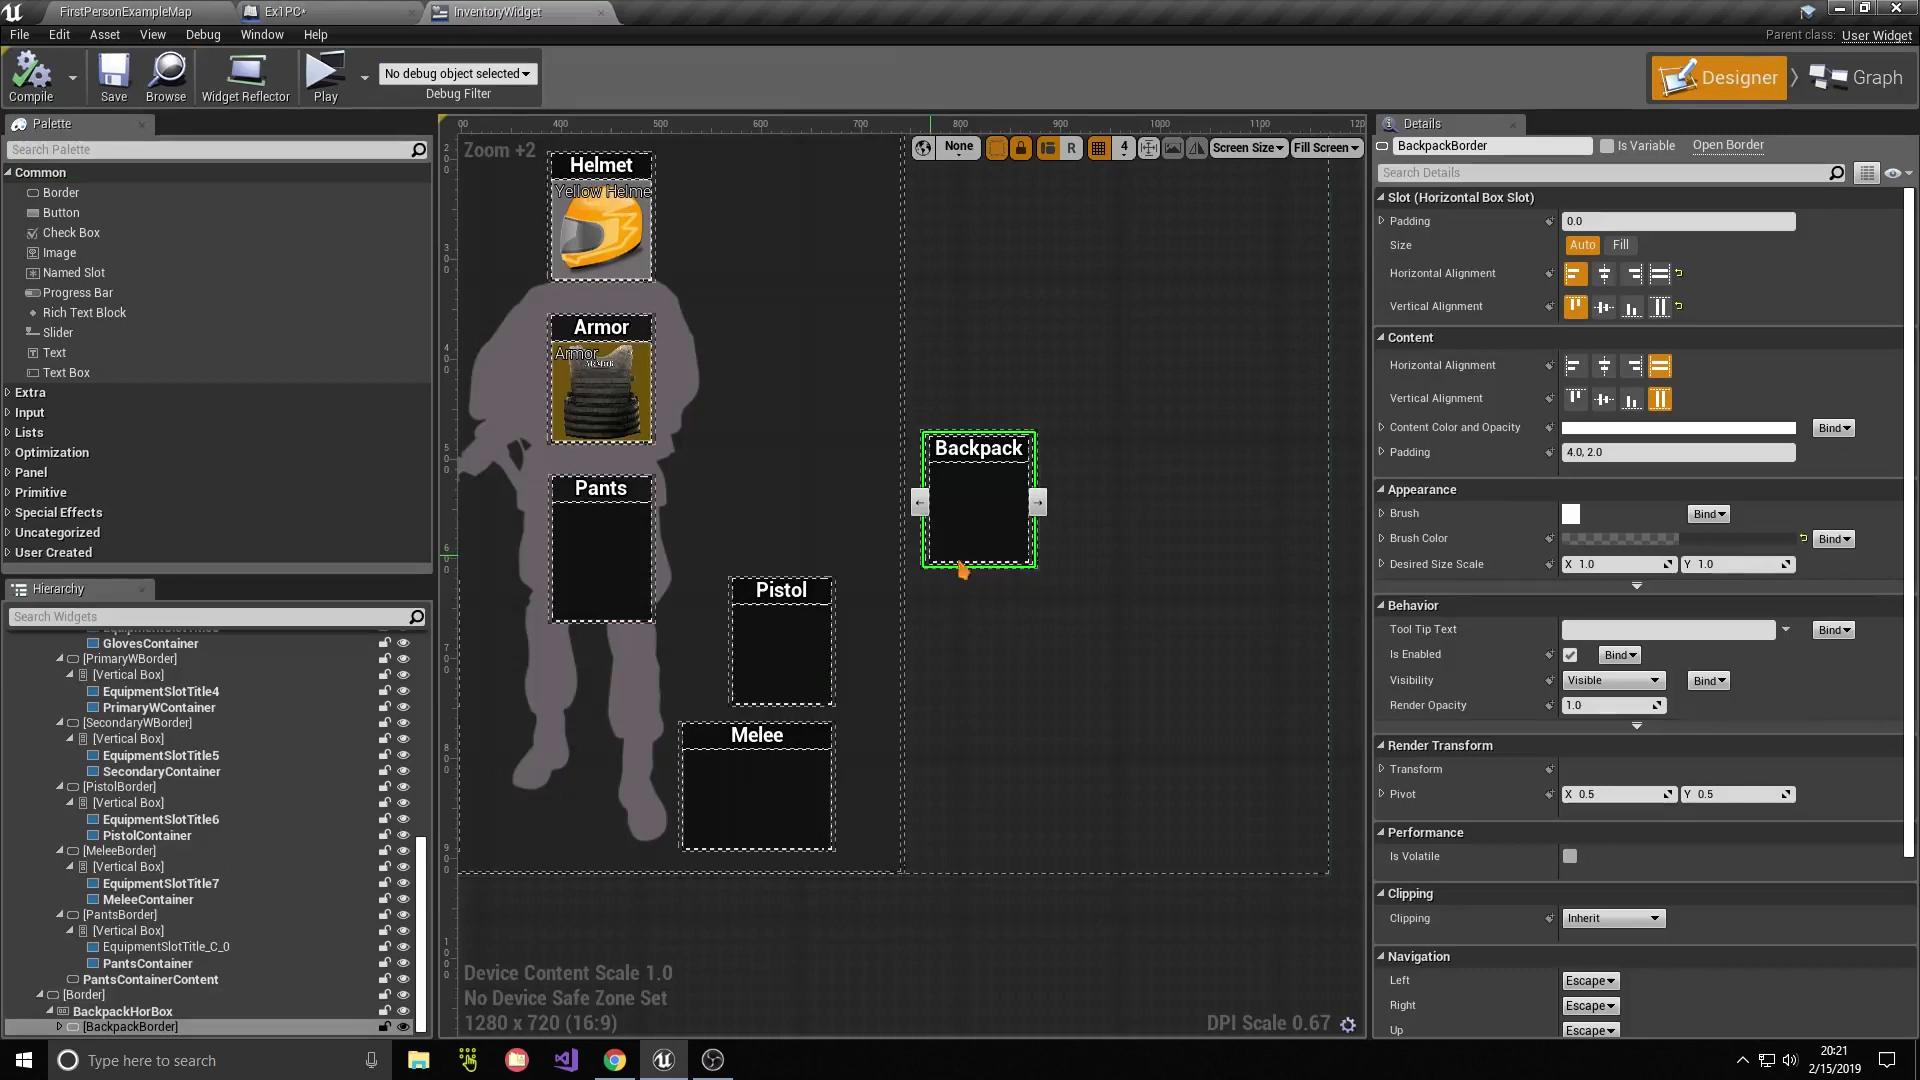 FirstPersonExampleMap
Ex1PC*
InventoryWidget
File Edit Asset View Debug Window Help
Parent class: User Widget
Compile
Save
Browse
Widget Reflector
Play
No debug object selected
Debug Filter
Designer
Graph
Palette
Search Palette
Common
Border
Button
Check Box
Image
Named Slot
Progress Bar
Rich Text Block
Slider
Text
Text Box
Extra
Input
Lists
Optimization
Panel
Primitive
Special Effects
Uncategorized
User Created
Hierarchy
Search Widgets
GlovesContainer
[PrimaryWBorder]
[Vertical Box]
EquipmentSlotTitle4
PrimaryWContainer
[SecondaryWBorder]
[Vertical Box]
EquipmentSlotTitle5
SecondaryContainer
[PistolBorder]
[Vertical Box]
EquipmentSlotTitle6
PistolContainer
[MeleeBorder]
[Vertical Box]
EquipmentSlotTitle7
MeleeContainer
[PantsBorder]
[Vertical Box]
EquipmentSlotTitle_C_0
PantsContainer
PantsContainerContent
[Border]
BackpackHorBox
[BackpackBorder]
00 400 500 600 700 800 900 1000 1100 120
Zoom +2
None
R
4
Screen Size
Fill Screen
Helmet
Yellow Helme
Armor
Armor
Pants
Pistol
Melee
Backpack
Device Content Scale 1.0
No Device Safe Zone Set
1280 x 720 (16:9)
DPI Scale 0.67
Details
BackpackBorder
Is Variable
Open Border
Search Details
Slot (Horizontal Box Slot)
Padding 0.0
Size Auto Fill
Horizontal Alignment
Vertical Alignment
Content
Horizontal Alignment
Vertical Alignment
Content Color and Opacity Bind
Padding 4.0, 2.0
Appearance
Brush Bind
Brush Color Bind
Desired Size Scale X 1.0 Y 1.0
Behavior
Tool Tip Text Bind
Is Enabled Bind
Visibility Visible Bind
Render Opacity 1.0
Render Transform
Transform
Pivot X 0.5 Y 0.5
Performance
Is Volatile
Clipping
Clipping Inherit
Navigation
Left Escape
Right Escape
Up Escape
Type here to search
20:21
2/15/2019